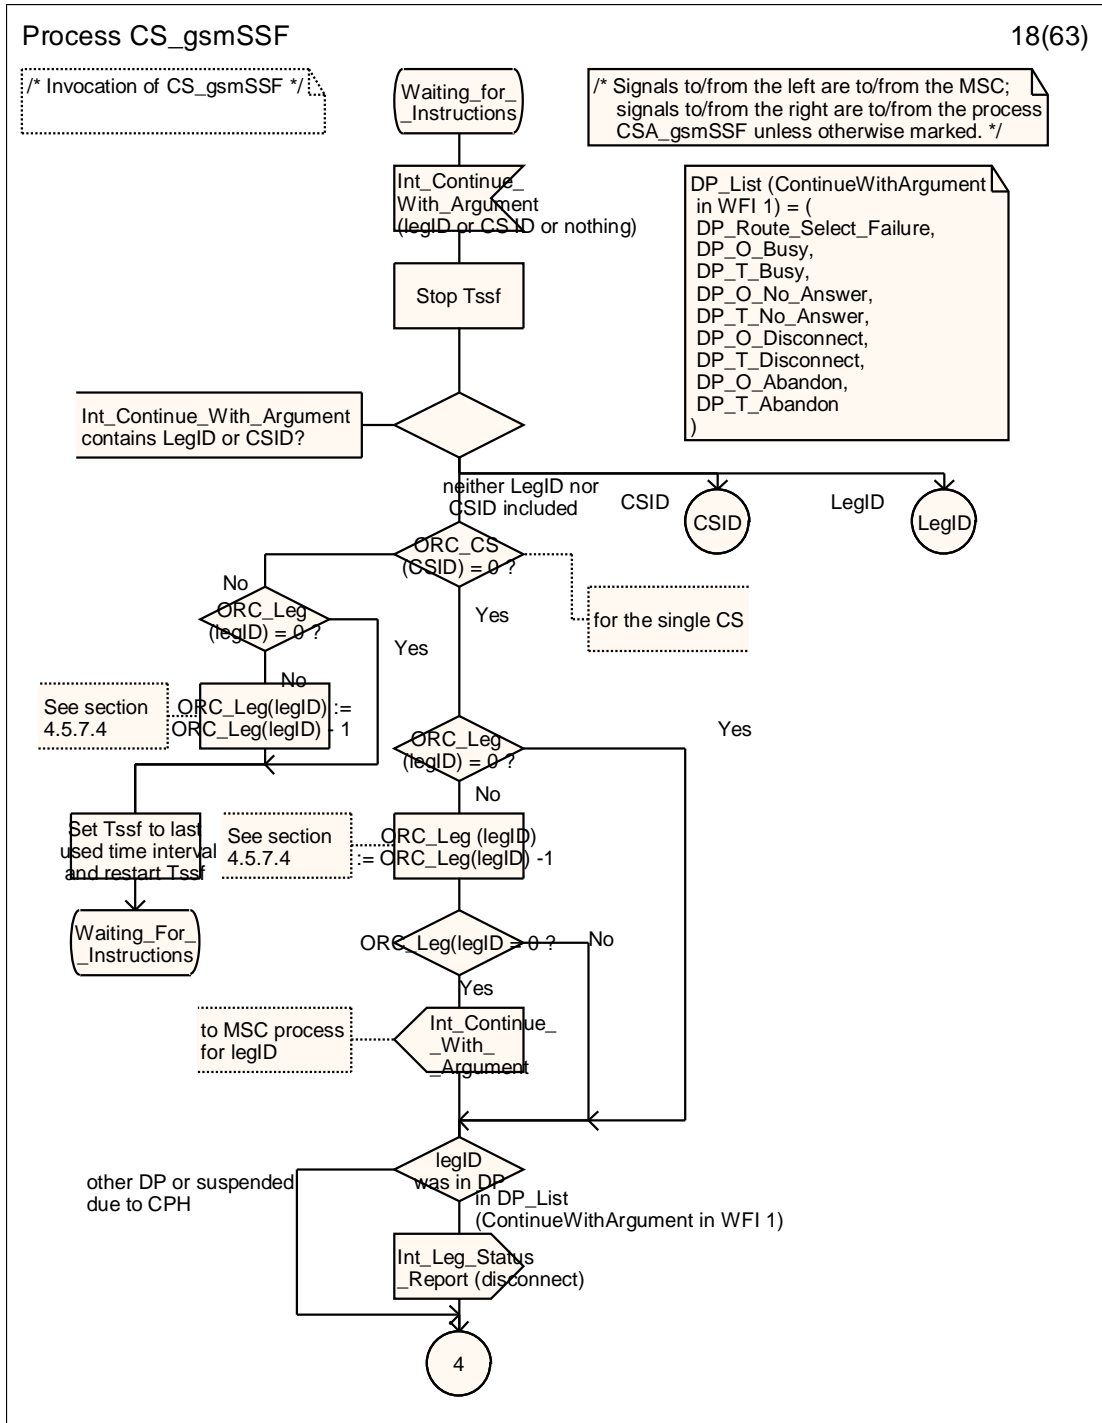 Process CS_gsmSSF
18(63)
/* Invocation of CS_gsmSSF */
Waiting_for_
_Instructions
/* Signals to/from the left are to/from the MSC;
signals to/from the right are to/from the process
CSA_gsmSSF unless otherwise marked. */
Int_Continue_
With_Argument
(legID or CS ID or nothing)
DP_List (ContinueWithArgument
in WFI 1) = (
DP_Route_Select_Failure,
DP_O_Busy,
DP_T_Busy,
DP_O_No_Answer,
DP_T_No_Answer,
DP_O_Disconnect,
DP_T_Disconnect,
DP_O_Abandon,
DP_T_Abandon
)
Stop Tssf
Int_Continue_With_Argument
contains LegID or CSID?
neither LegID nor
CSID included
CSID
CSID
LegID
LegID
ORC_CS
(CSID) = 0 ?
No
Yes
for the single CS
ORC_Leg
(legID) = 0 ?
Yes
No
See section
4.5.7.4
ORC_Leg(legID) :=
ORC_Leg(legID) - 1
ORC_Leg
(legID) = 0 ?
Yes
No
Set Tssf to last
used time interval
and restart Tssf
See section
4.5.7.4
ORC_Leg (legID)
:= ORC_Leg(legID) -1
Waiting_For_
_Instructions
ORC_Leg(legID = 0 ?
No
Yes
to MSC process
for legID
Int_Continue_
_With_
_Argument
legID
was in DP
other DP or suspended
due to CPH
in DP_List
(ContinueWithArgument in WFI 1)
Int_Leg_Status
_Report (disconnect)
4